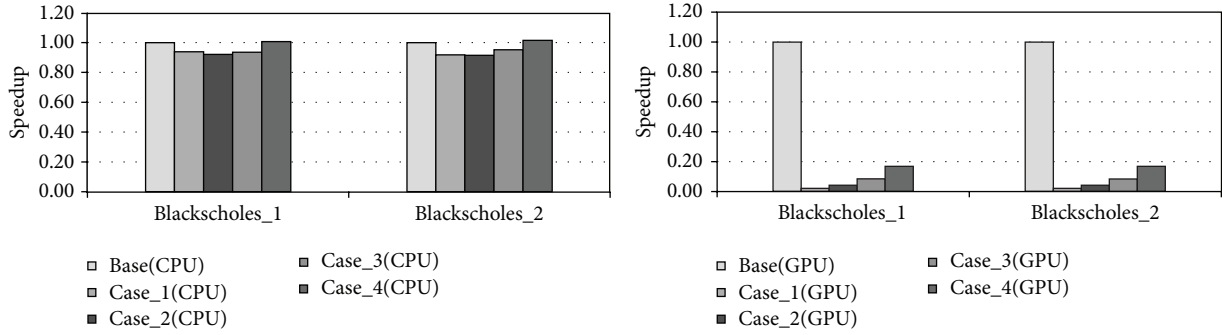 Speedup
1.20
1.00
0.80
0.60
0.40
0.20
0.00
Blackscholes_1
Blackscholes_2
Base(CPU)
Case_1(CPU)
Case_2(CPU)
Case_3(CPU)
Case_4(CPU)
Speedup
1.20
1.00
0.80
0.60
0.40
0.20
0.00
Blackscholes_1
Blackscholes_2
Base(GPU)
Case_1(GPU)
Case_2(GPU)
Case_3(GPU)
Case_4(GPU)